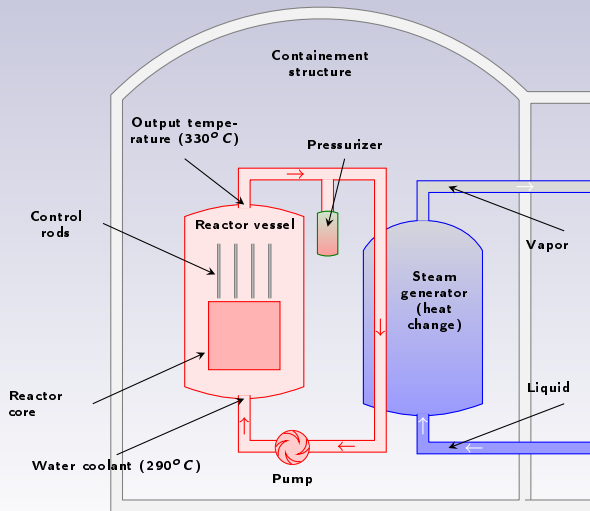 Containement
structure
Output tempe-
rature (330°C)
Pressurizer
Control
rods
Reactor vessel
Vapor
Steam
generator
(heat
change)
Reactor
core
Liquid
Water coolant (290°C)
Pump